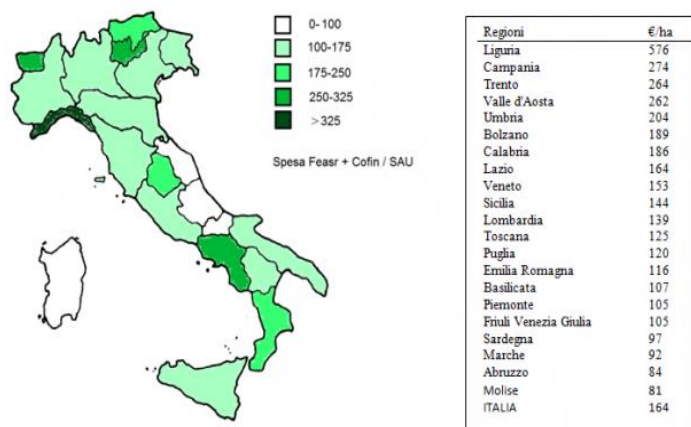 0-100
100-175
175-250
250-325
>325
Spesa Feasr + Cofin / SAU
Regioni €/ha
Liguria 576
Campania 274
Trento 264
Valle d'Aosta 262
Umbria 204
Bolzano 189
Calabria 186
Lazio 164
Veneto 153
Sicilia 144
Lombardia 139
Toscana 125
Puglia 120
Emilia Romagna 116
Basilicata 107
Piemonte 105
Friuli Venezia Giulia 105
Sardegna 97
Marche 92
Abruzzo 84
Molise 81
ITALIA 164